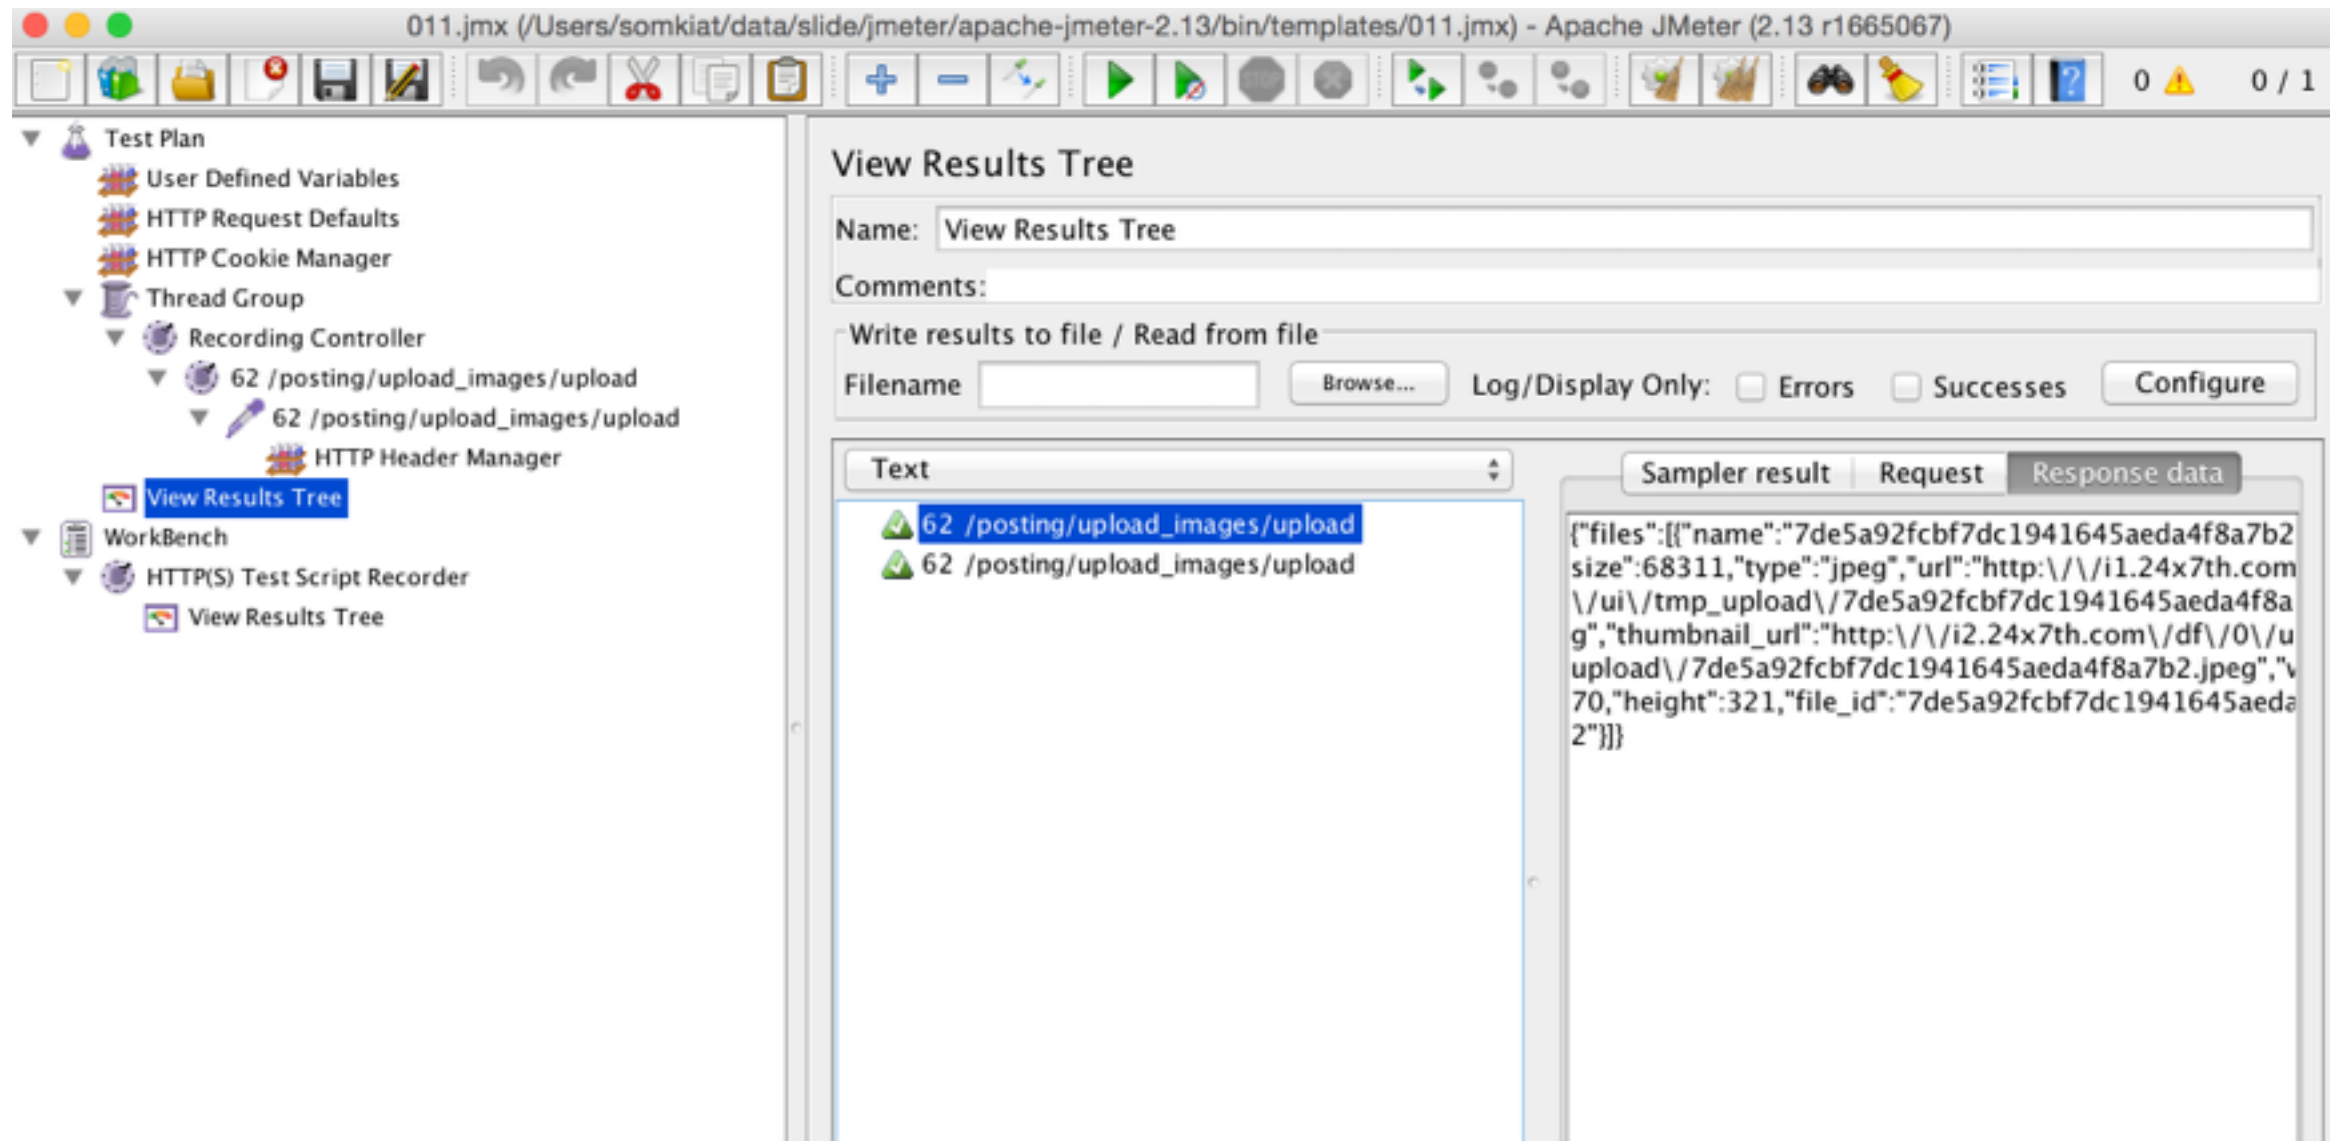 011.jmx (/Users/somkiat/data/slide/jmeter/apache-jmeter-2.13/bin/templates/011.jmx) - Apache JMeter (2.13 r1665067)
STOP
?
0
0 / 1
Test Plan
User Defined Variables
HTTP Request Defaults
HTTP Cookie Manager
Thread Group
Recording Controller
62 /posting/upload_images/upload
62 /posting/upload_images/upload
HTTP Header Manager
View Results Tree
WorkBench
HTTP(S) Test Script Recorder
View Results Tree
View Results Tree
Name: View Results Tree
Comments:
Write results to file / Read from file
Filename Browse... Log/Display Only: Errors Successes Configure
Text
62 /posting/upload_images/upload
62 /posting/upload_images/upload
Sampler result Request Response data
{"files":[{"name":"7de5a92fcbf7dc1941645aeda4f8a7b2
size":68311,"type":"jpeg","url":"http:\/\/i1.24x7th.com
\/ui\/tmp_upload\/7de5a92fcbf7dc1941645aeda4f8a
g","thumbnail_url":"http:\/\/i2.24x7th.com\/df\/0\/u
upload\/7de5a92fcbf7dc1941645aeda4f8a7b2.jpeg","
70,"height":321,"file_id":"7de5a92fcbf7dc1941645aeda
2"}]}